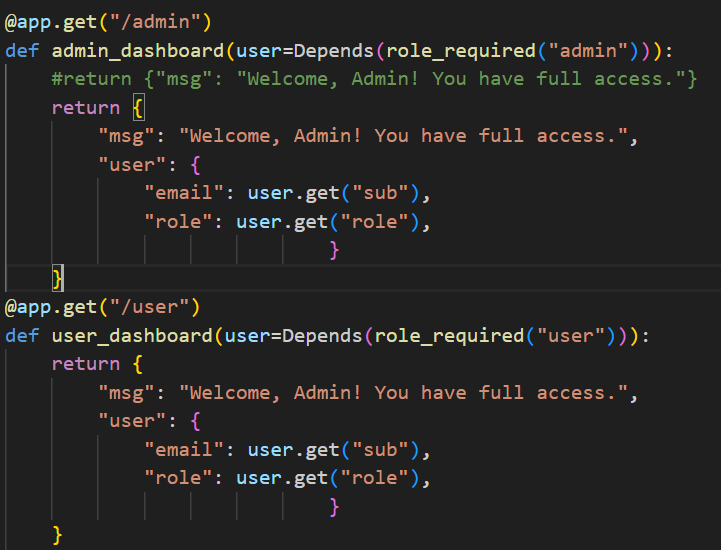 @app.get("/admin")
def admin_dashboard(user=Depends(role_required("admin"))):
    #return {"msg": "Welcome, Admin! You have full access."}
    return {
        "msg": "Welcome, Admin! You have full access.",
        "user": {
            "email": user.get("sub"),
            "role": user.get("role"),
                            }
    }
@app.get("/user")
def user_dashboard(user=Depends(role_required("user"))):
    return {
        "msg": "Welcome, Admin! You have full access.",
        "user": {
            "email": user.get("sub"),
            "role": user.get("role"),
                            }
    }